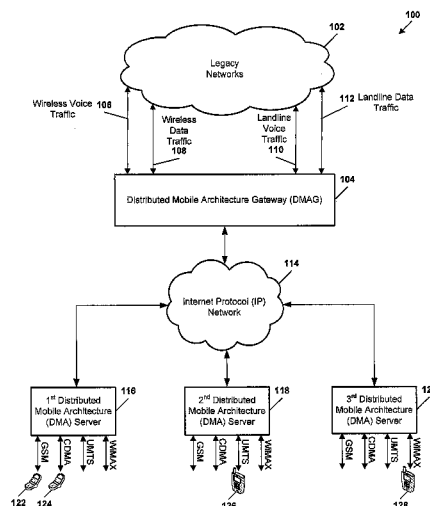 100
102
Legacy
Networks
Wireless Voice
Traffic 106
Wireless
Data
Traffic
108
Landline
Voice
Traffic
110
112 Landline Data
Traffic
104
Distributed Mobile Architecture Gateway (DMAG)
114
Internet Protocol (IP)
Network
116
1st Distributed
Mobile Architecture
(DMA) Server
118
2nd Distributed
Mobile Architecture
(DMA) Server
3rd Distributed
Mobile Architecture
(DMA) Server
GSM
CDMA
UMTS
WiMAX
GSM
CDMA
UMTS
WiMAX
GSM
CDMA
UMTS
WiMAX
122
124
126
128